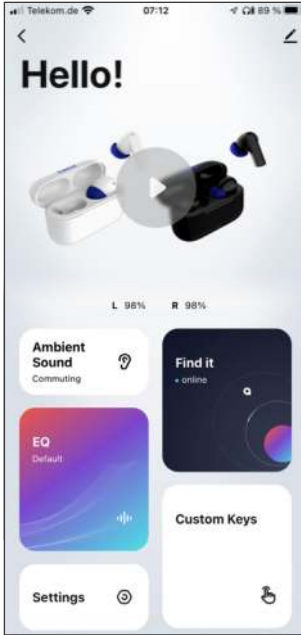 Telekom.de 07:12 89 %
Hello!
L 98% R 98%
Ambient
Sound
Commuting
Find it
online
EQ
Default
Custom Keys
Settings